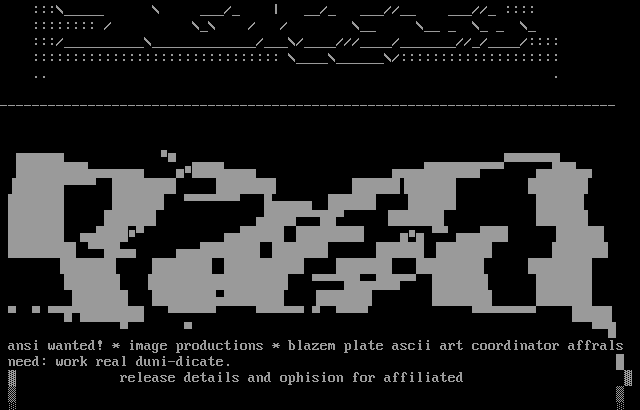 ansi wanted! * image productions * blazem plate ascii art coordinator affrals
need: work real duni-dicate.
release details and ophision for affiliated